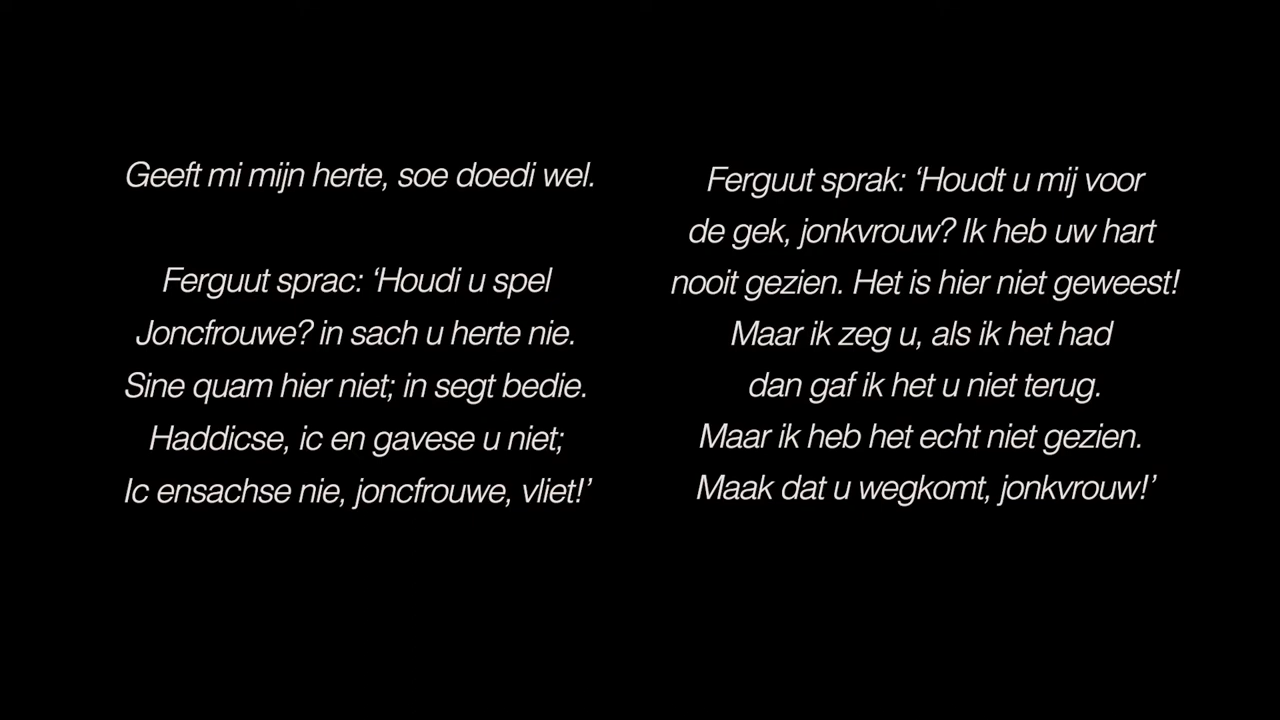 Geeft mi mijn herte, soe doedi wel.
Ferguut sprac: ‘Houdi u spel
Joncfrouwe? in sach u herte nie.
Sine quam hier niet; in segt bedie.
Haddicse, ic en gavese u niet;
Ic ensachse nie, joncfrouwe, vliet!’
Ferguut sprak: ‘Houdt u mij voor
de gek, jonkvrouw? Ik heb uw hart
nooit gezien. Het is hier niet geweest!
Maar ik zeg u, als ik het had
dan gaf ik het u niet terug.
Maar ik heb het echt niet gezien.
Maak dat u wegkomt, jonkvrouw!’